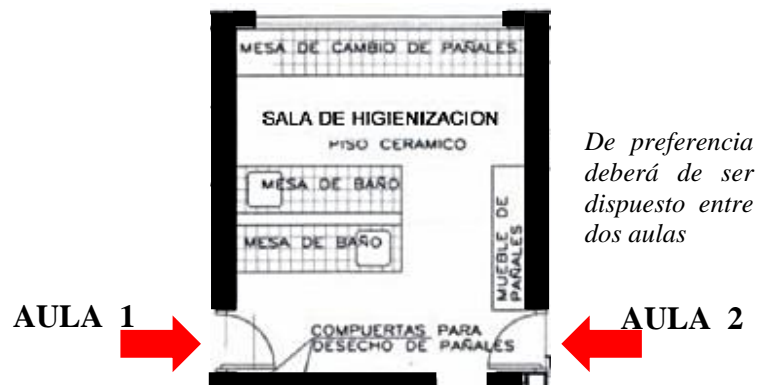 MESA DE CAMBIO DE PAÑALES
SALA DE HIGIENIZACION
PISO CERAMICO
De preferencia
deberá de ser
dispuesto entre
dos aulas
MESA DE BAÑO
MUEBLE DE
PAÑALES
MESA DE BAÑO
AULA 1
AULA 2
COMPUERTAS PARA
DESECHO DE PAÑALES